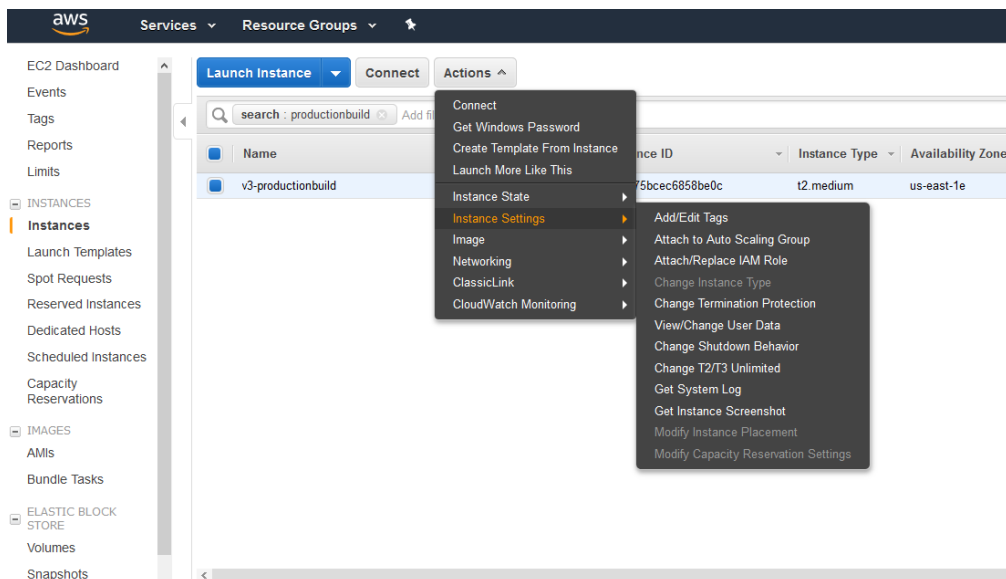 aws
Services
Resource Groups
EC2 Dashboard
Events
Tags
Reports
Limits
INSTANCES
Instances
Launch Templates
Spot Requests
Reserved Instances
Dedicated Hosts
Scheduled Instances
Capacity
Reservations
IMAGES
AMIs
Bundle Tasks
ELASTIC BLOCK
STORE
Volumes
Snapshots
Launch Instance
Connect
Actions
search : productionbuild
Add fil
Name
nce ID
Instance Type
Availability Zone
v3-productionbuild
75bcec6858be0c
t2.medium
us-east-1e
Connect
Get Windows Password
Create Template From Instance
Launch More Like This
Instance State
Instance Settings
Image
Networking
ClassicLink
CloudWatch Monitoring
Add/Edit Tags
Attach to Auto Scaling Group
Attach/Replace IAM Role
Change Instance Type
Change Termination Protection
View/Change User Data
Change Shutdown Behavior
Change T2/T3 Unlimited
Get System Log
Get Instance Screenshot
Modify Instance Placement
Modify Capacity Reservation Settings